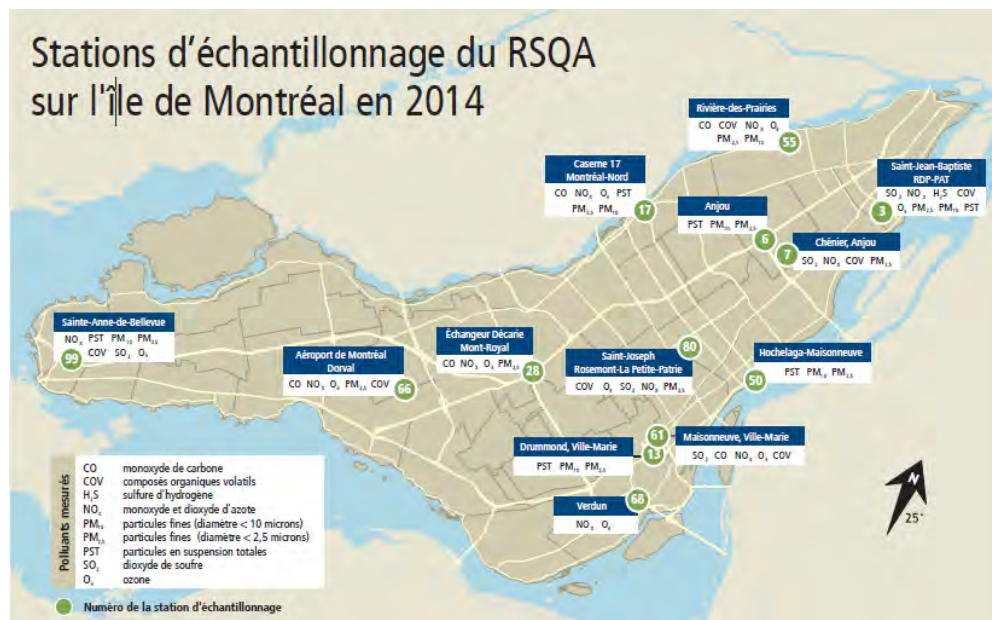 Stations d'échantillonnage du RSQA
sur l'île de Montréal en 2014
Rivière-des-Prairies
CO COV NOₓ O₃
PM₂,₅ PM₁₀
55
Caserne 17
Montréal-Nord
CO NOₓ O₃ PST
PM₂,₅ PM₁₀
17
Saint-Jean-Baptiste
RDP-PAT
SO₂ NOₓ H₂S COV
O₃ PM₂,₅ PM₁₀ PST
3
Anjou
PST PM₁₀ PM₂,₅
6
7
Chénier, Anjou
SO₂ NOₓ COV PM₂,₅
Sainte-Anne-de-Bellevue
NOₓ PST PM₁₀ PM₂,₅
COV SO₂ O₃
99
Aéroport de Montréal
Dorval
CO NOₓ O₃ PM₂,₅ COV
66
Échangeur Décarie
Mont-Royal
CO NOₓ O₃ PM₂,₅
28
80
Saint-Joseph
Rosemont-La Petite-Patrie
COV O₃ SO₂ NOₓ PM₂,₅
Hochelaga-Maisonneuve
PST PM₁₀ PM₂,₅
50
61
Maisonneuve, Ville-Marie
SO₂ CO NOₓ O₃ COV
Drummond, Ville-Marie
PST PM₁₀ PM₂,₅
13
68
Verdun
NOₓ O₃
N
25°
Polluants mesurés
CO monoxyde de carbone
COV composés organiques volatils
H₂S sulfure d'hydrogène
NOₓ monoxyde et dioxyde d'azote
PM₁₀ particules fines (diamètre < 10 microns)
PM₂,₅ particules fines (diamètre < 2,5 microns)
PST particules en suspension totales
SO₂ dioxyde de soufre
O₃ ozone
Numéro de la station d'échantillonnage